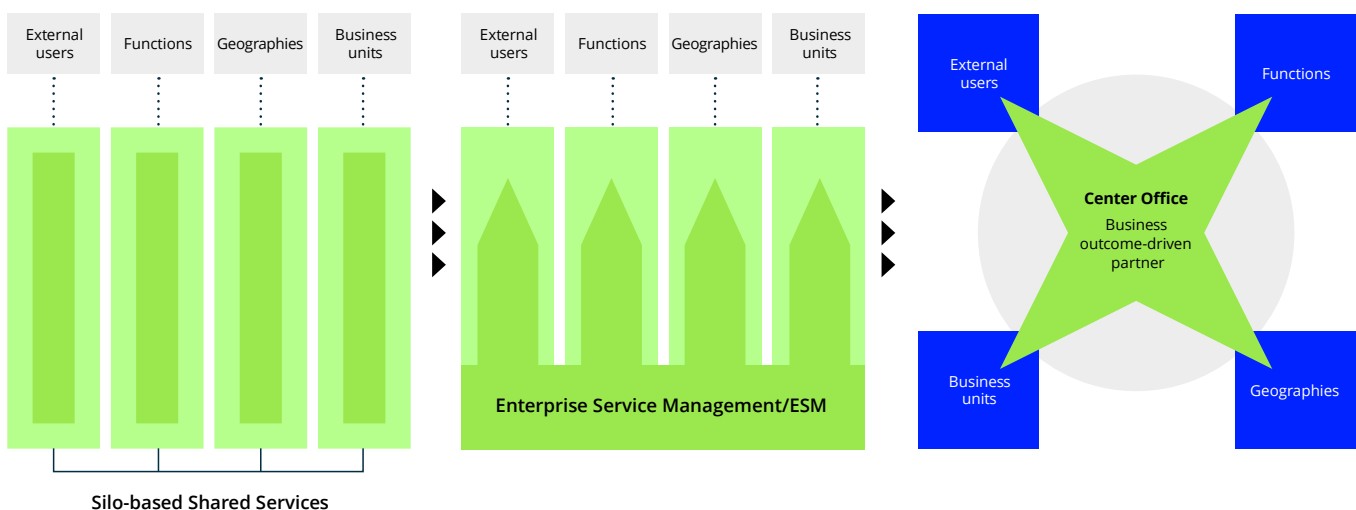 External
users
Functions
Geographies
Business
units
Silo-based Shared Services
External
users
Functions
Geographies
Business
units
Enterprise Service Management/ESM
External
users
Functions
Center Office
Business
outcome-driven
partner
Business
units
Geographies